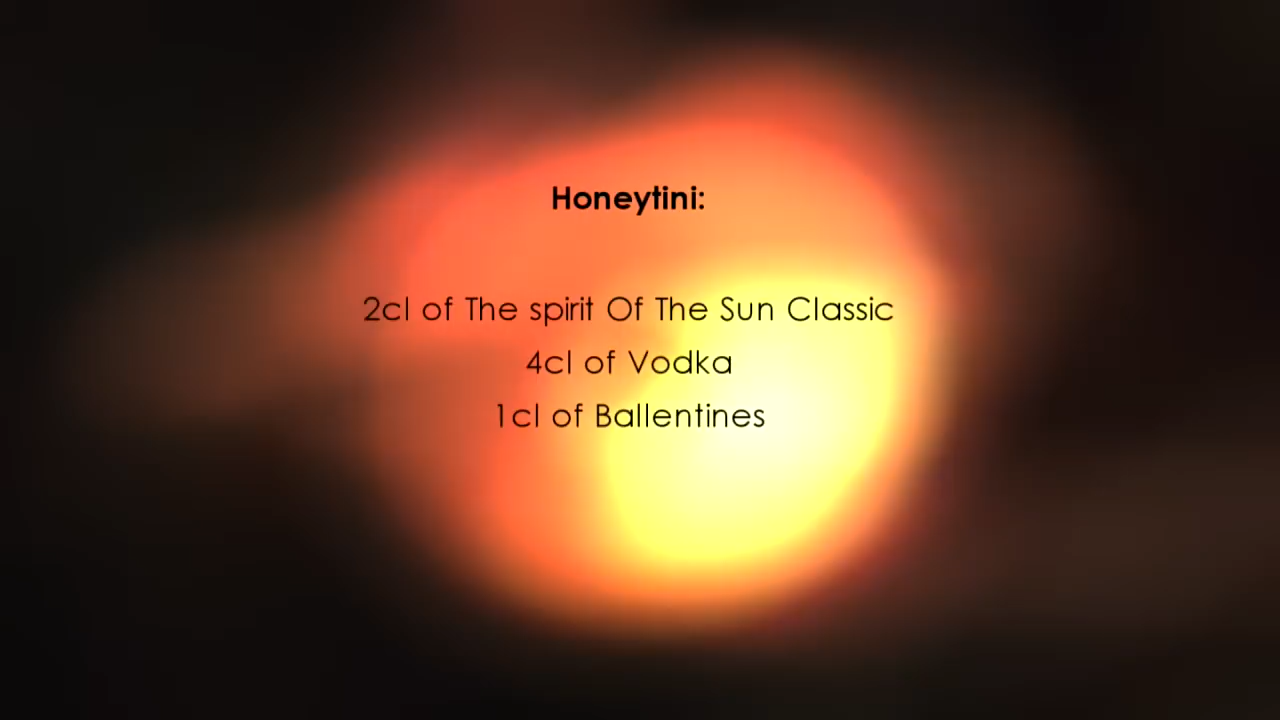 Honeytini:
2cl of The spirit Of The Sun Classic
4cl of Vodka
1cl of Ballentines